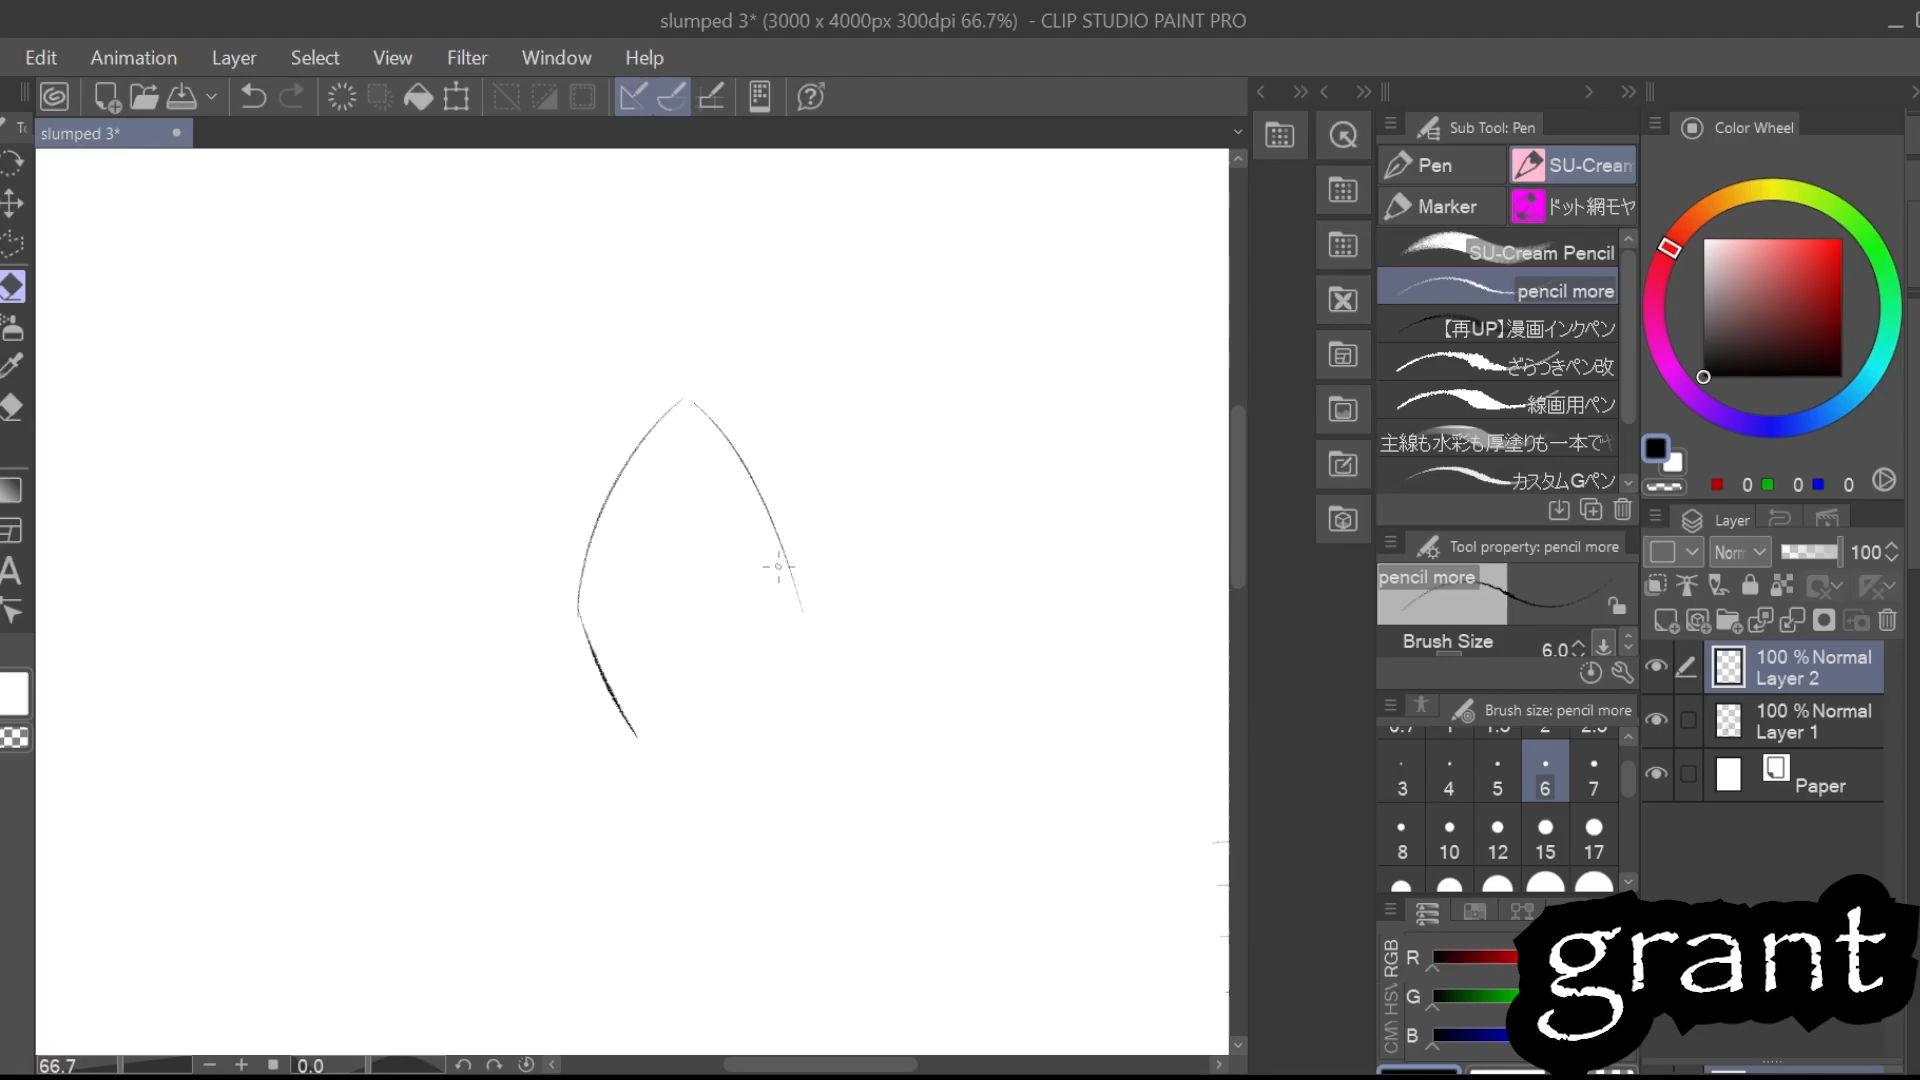 slumped 3* (3000 x 4000px 300dpi 66.7%) - CLIP STUDIO PAINT PRO
Edit Animation Layer Select View Filter Window Help
slumped 3*
Sub Tool: Pen
Color Wheel
Pen
SU-Cream
Marker
ドット網モヤ
SU-Cream Pencil
pencil more
【再UP】漫画インクペン
ざらつきペン改
線画用ペン
主線も水彩も厚塗りも一本で
カスタムGペン
0 0 0
Tool property: pencil more
pencil more
Brush Size 6.0
Brush size: pencil more
3 4 5 6 7
8 10 12 15 17
Layer
Norm 100
100 % Normal
Layer 2
100 % Normal
Layer 1
Paper
RGB
HSV
CMY
R
G
B
grant
66.7 0.0